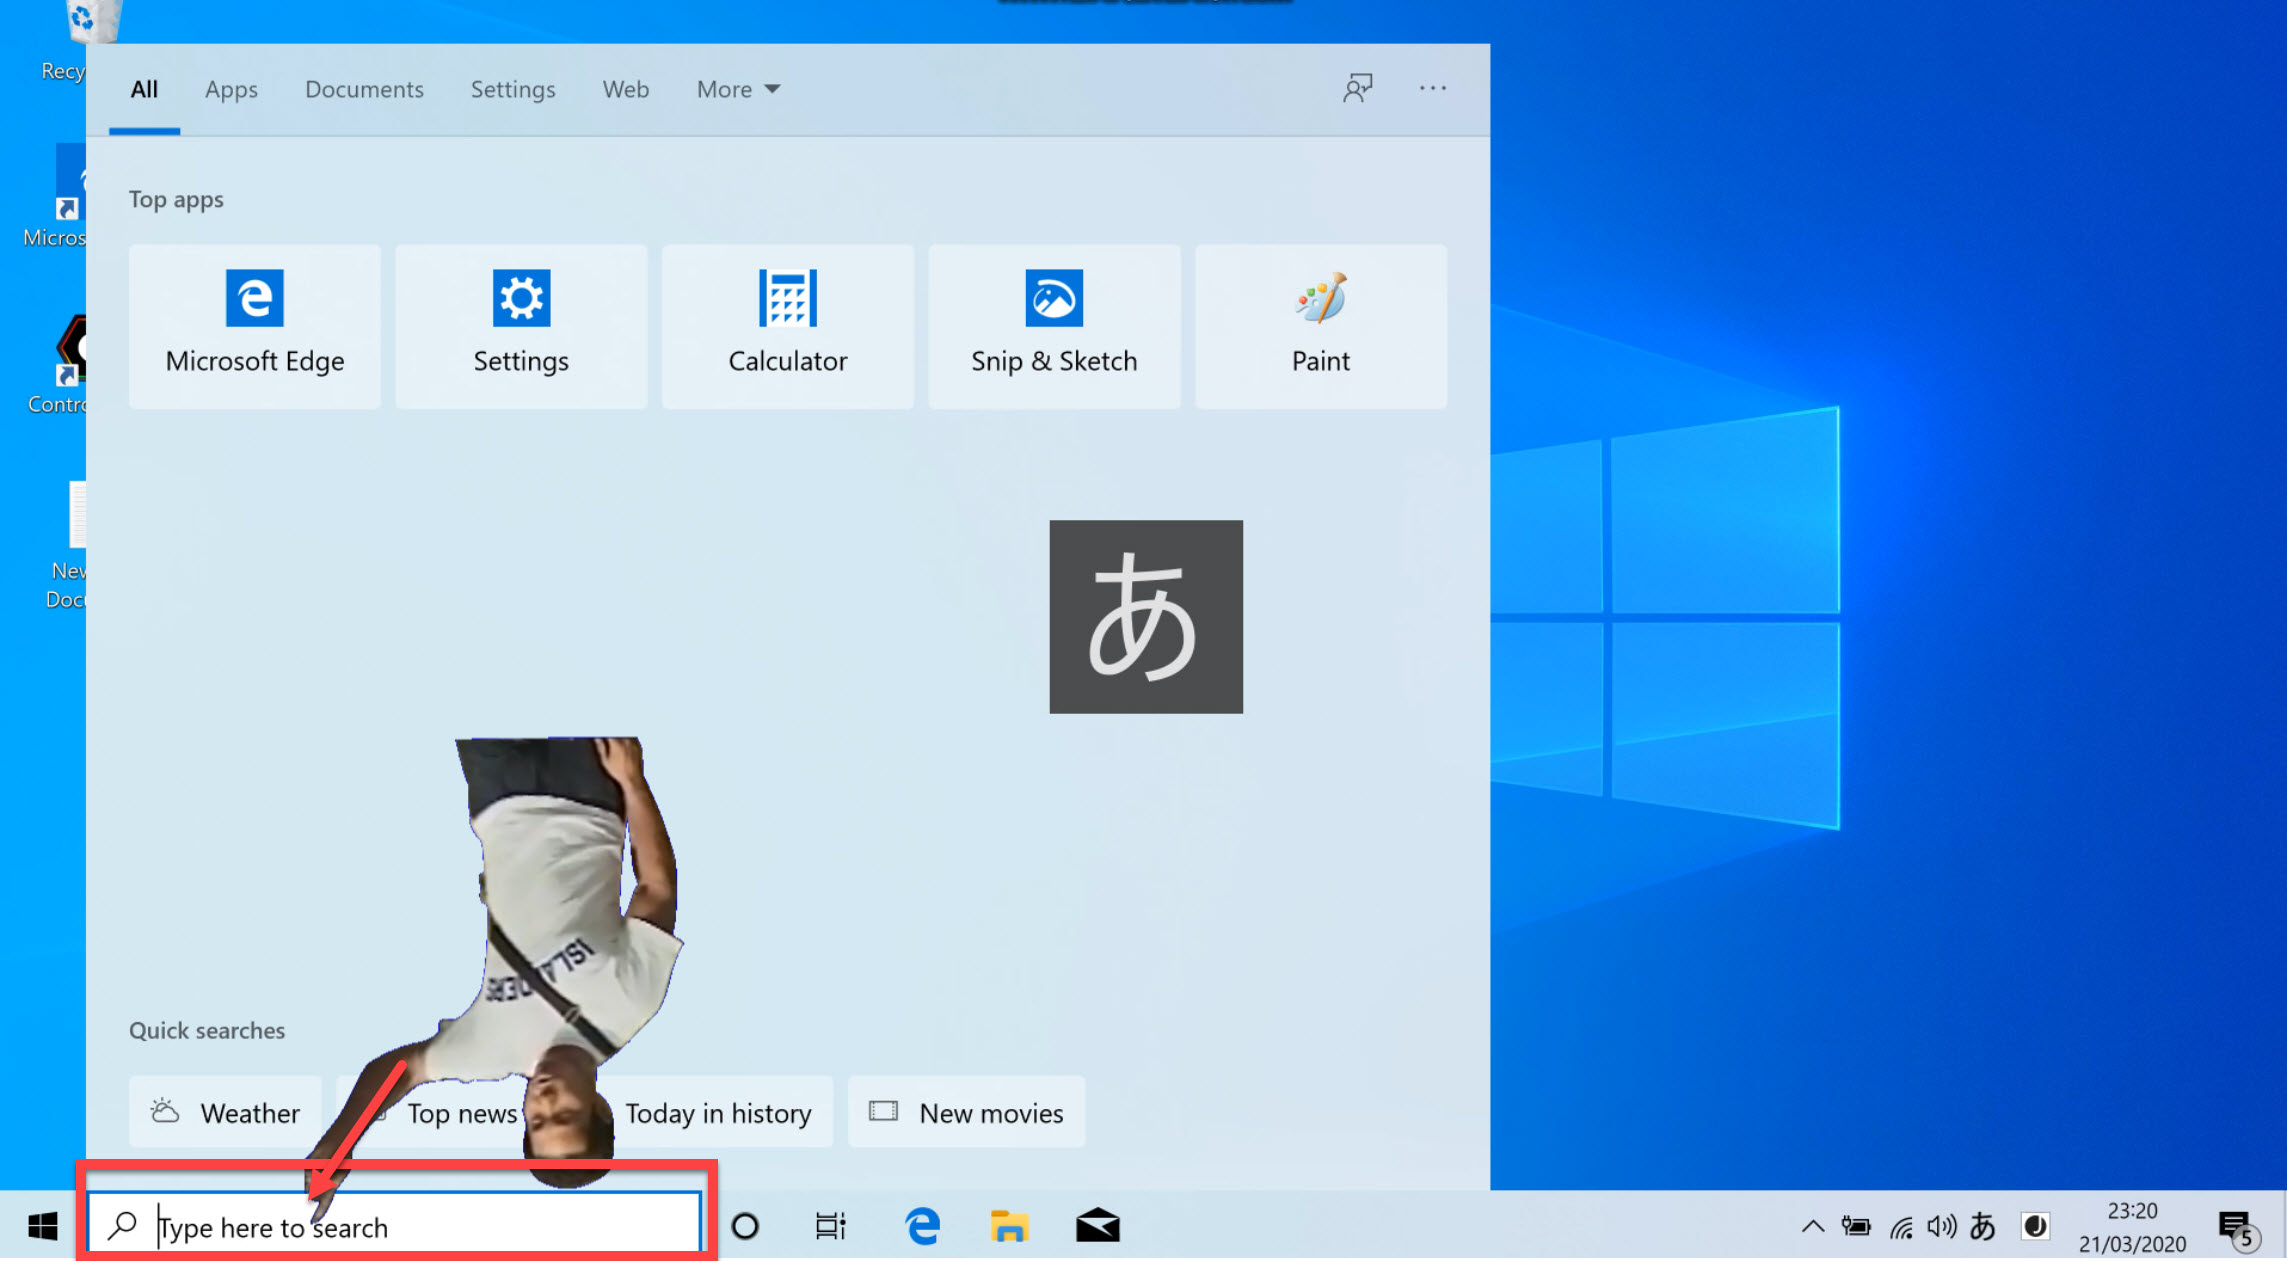 Recy
All Apps Documents Settings Web More
Micros
Contro
New
Docu
Top apps
Microsoft Edge Settings Calculator Snip & Sketch Paint
あ
ISLANDERS
Quick searches
Weather Top news Today in history New movies
Type here to search
あ
J
23:20
21/03/2020
5